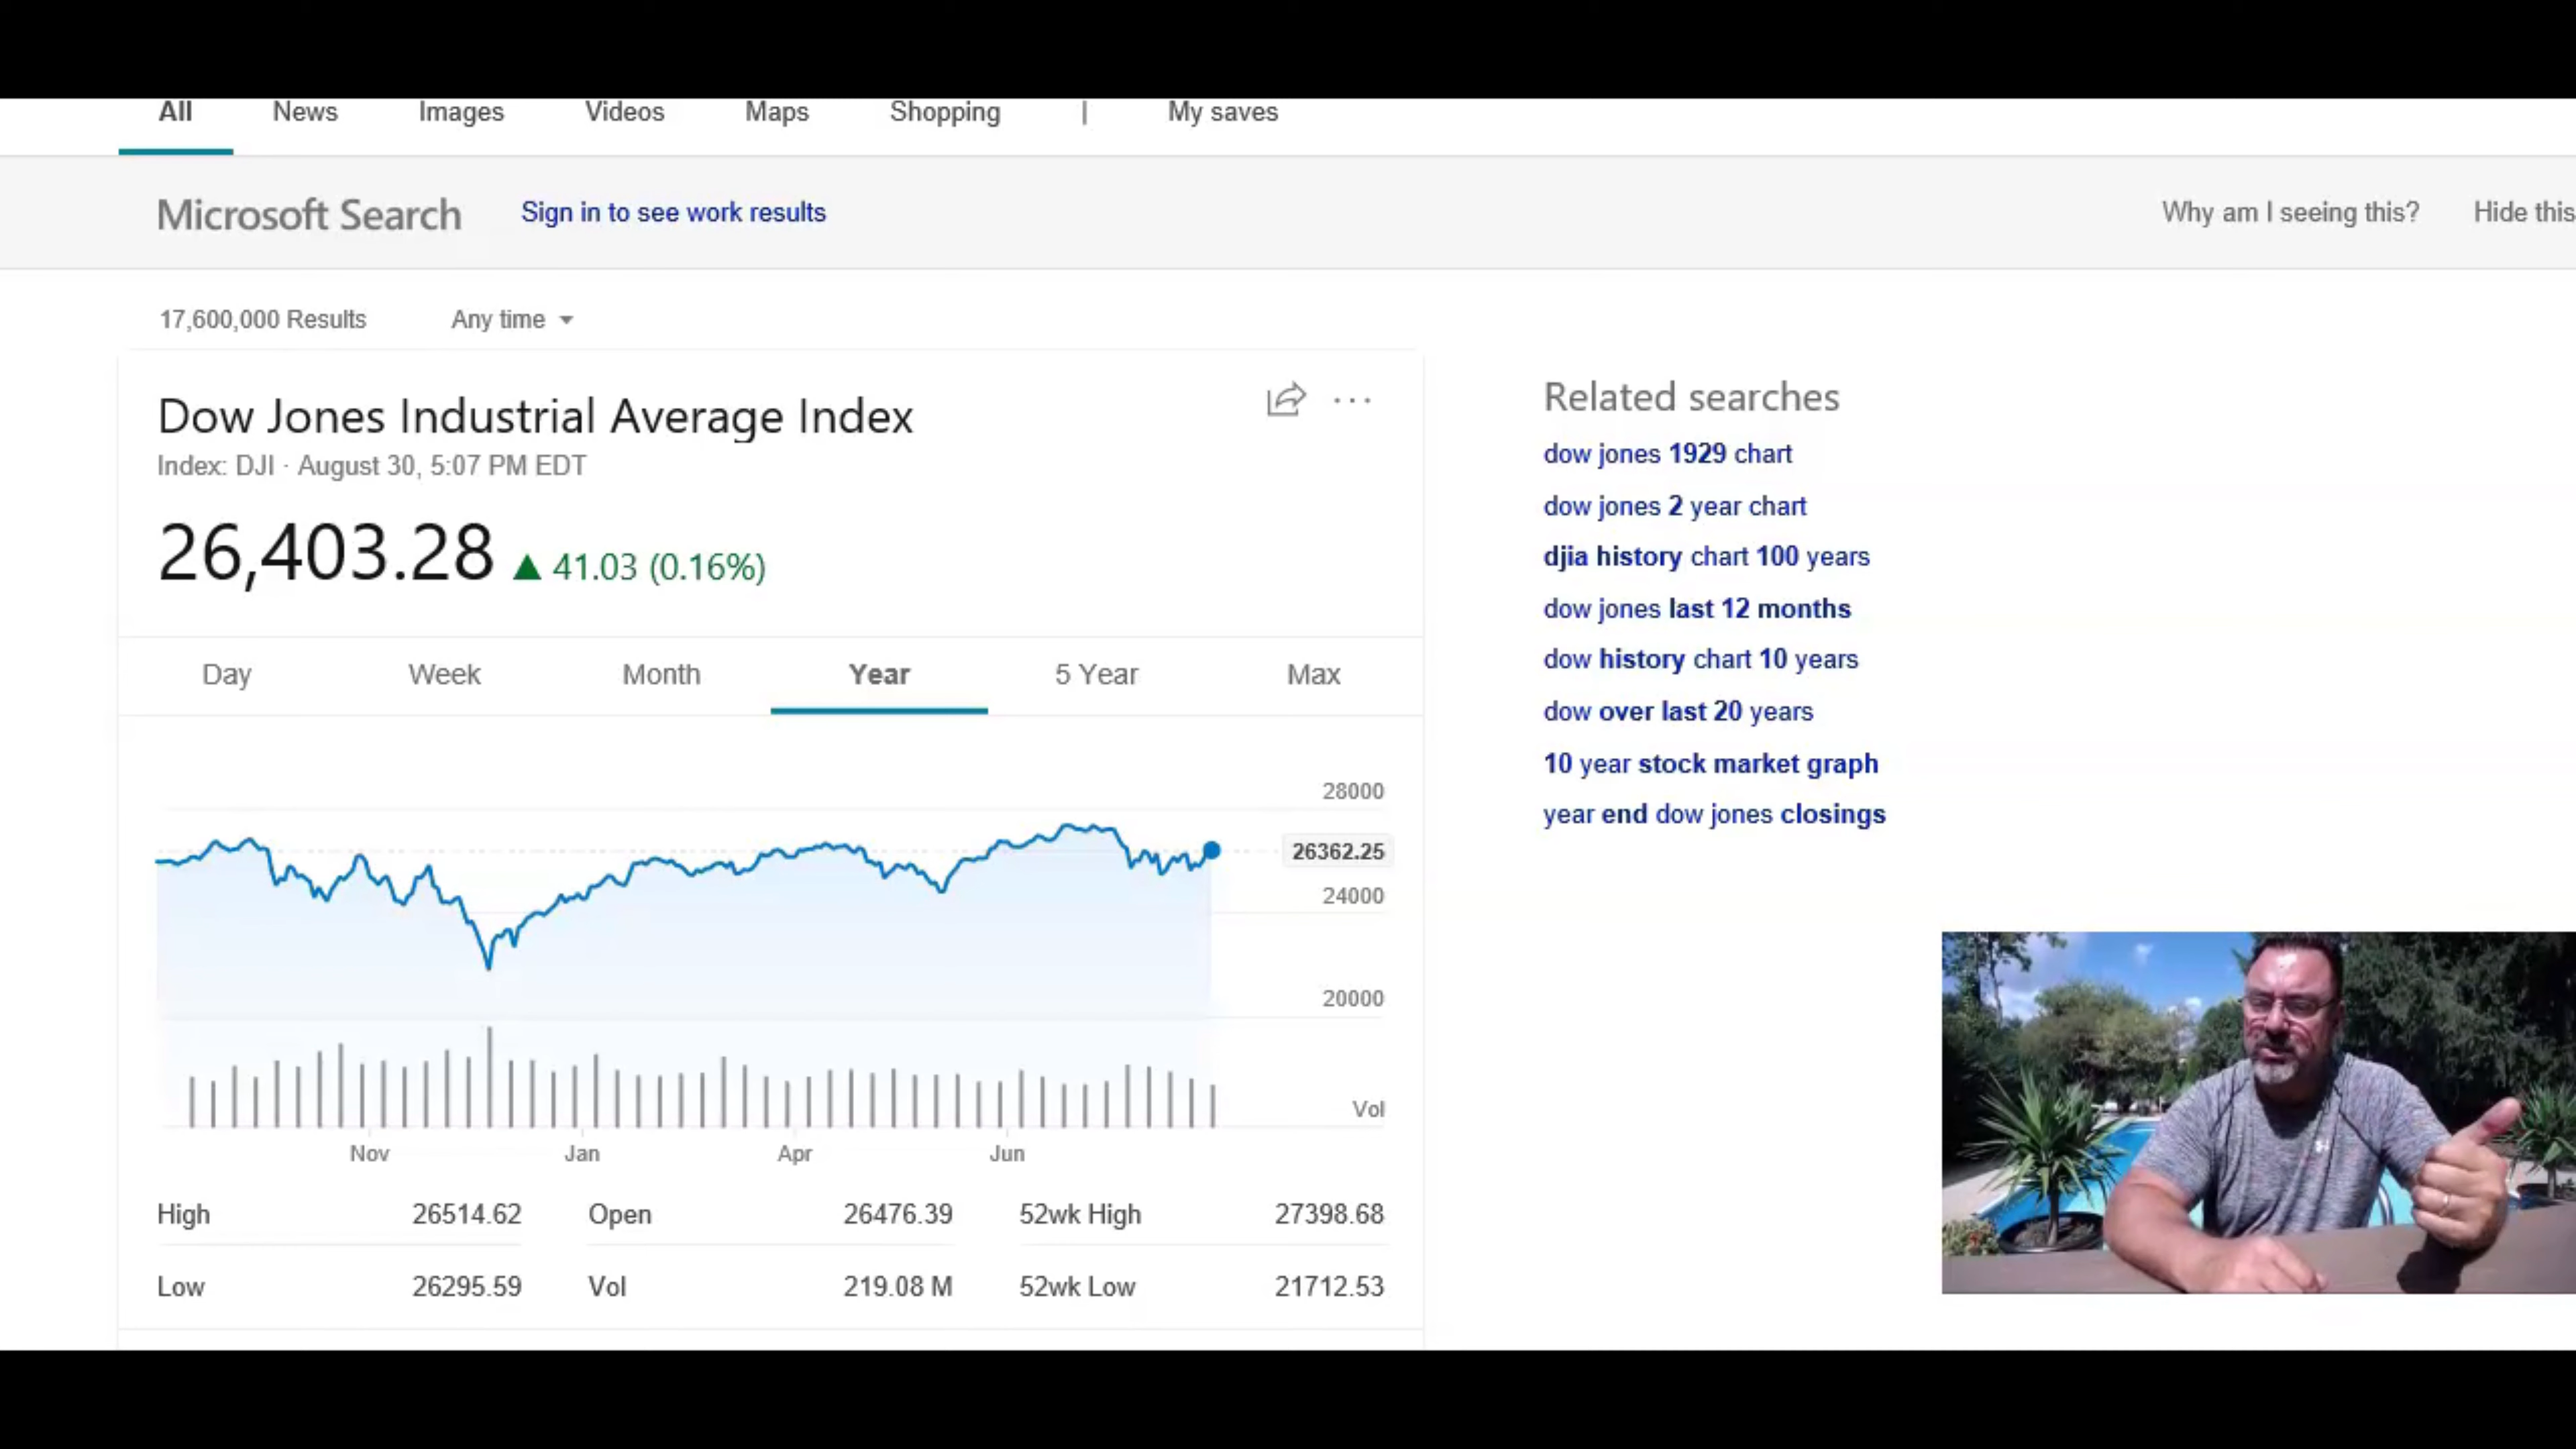 All News Images Videos Maps Shopping | My saves
Microsoft Search Sign in to see work results Why am I seeing this? Hide this
17,600,000 Results Any time
Dow Jones Industrial Average Index
Index: DJI · August 30, 5:07 PM EDT
26,403.28 ▲ 41.03 (0.16%)
Day Week Month Year 5 Year Max
28000
26362.25
24000
20000
Vol
Nov Jan Apr Jun
High 26514.62 Open 26476.39 52wk High 27398.68
Low 26295.59 Vol 219.08 M 52wk Low 21712.53
Related searches
dow jones 1929 chart
dow jones 2 year chart
djia history chart 100 years
dow jones last 12 months
dow history chart 10 years
dow over last 20 years
10 year stock market graph
year end dow jones closings